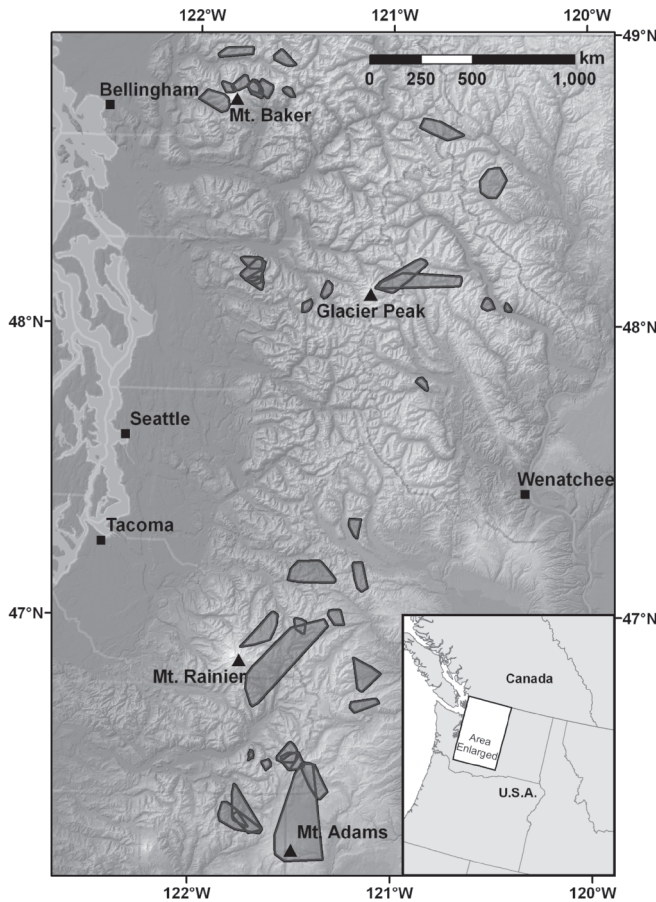 122°W 121°W 120°W
49°N
km
0 250 500 1,000
Bellingham
Mt. Baker
Glacier Peak
48°N
48°N
Seattle
Wenatchee
Tacoma
47°N
47°N
Mt. Rainier
Canada
Area
Enlarged
U.S.A.
Mt. Adams
122°W 121°W 120°W